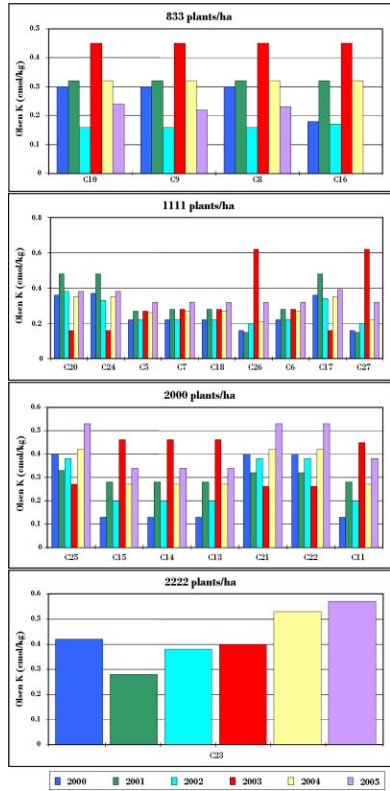 833 plants/ha
Olsen K (cmol/kg)
0.5
0.4
0.3
0.2
0.1
0
C10 C9 C8 C16
1111 plants/ha
Olsen K (cmol/kg)
0.8
0.6
0.4
0.2
0
C20 C24 C5 C7 C18 C26 C6 C17 C27
2000 plants/ha
Olsen K (cmol/kg)
0.6
0.5
0.4
0.3
0.2
0.1
0
C25 C15 C14 C13 C21 C22 C11
2222 plants/ha
Olsen K (cmol/kg)
0.6
0.5
0.4
0.3
0.2
0.1
0
C23
2000 2001 2002 2003 2004 2005